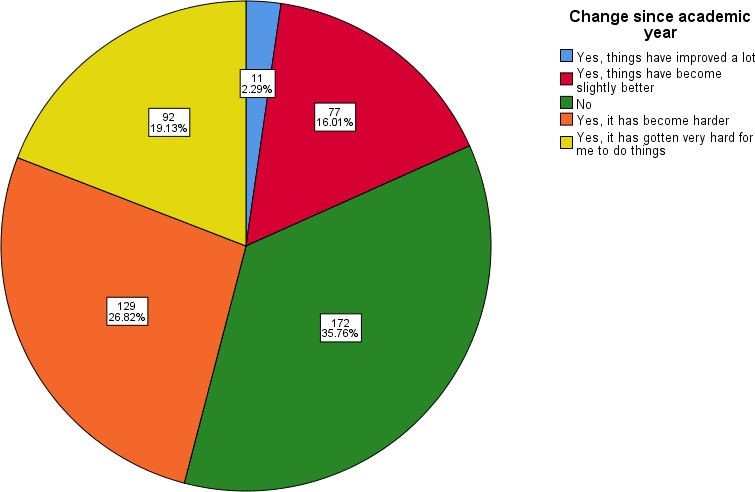 Change since academic
year
Yes, things have improved a lot
Yes, things have become
slightly better
No
Yes, it has become harder
Yes, it has gotten very hard for
me to do things
11
2.29%
77
16.01%
92
19.13%
129
26.82%
172
35.76%